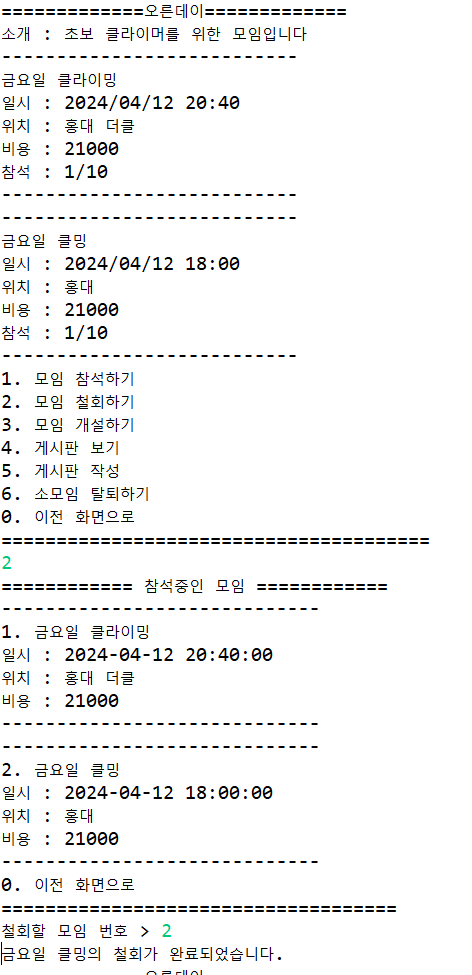 =============오른데이=============
소개 : 초보 클라이머를 위한 모임입니다
---------------------------
금요일 클라이밍
일시 : 2024/04/12 20:40
위치 : 홍대 더클
비용 : 21000
참석 : 1/10
---------------------------
---------------------------
금요일 클밍
일시 : 2024/04/12 18:00
위치 : 홍대
비용 : 21000
참석 : 1/10
---------------------------
1. 모임 참석하기
2. 모임 철회하기
3. 모임 개설하기
4. 게시판 보기
5. 게시판 작성
6. 소모임 탈퇴하기
0. 이전 화면으로
=======================================
2
============ 참석중인 모임 ============
-----------------------------
1. 금요일 클라이밍
일시 : 2024-04-12 20:40:00
위치 : 홍대 더클
비용 : 21000
-----------------------------
-----------------------------
2. 금요일 클밍
일시 : 2024-04-12 18:00:00
위치 : 홍대
비용 : 21000
-----------------------------
0. 이전 화면으로
====================================
철회할 모임 번호 > 2
금요일 클밍의 철회가 완료되었습니다.